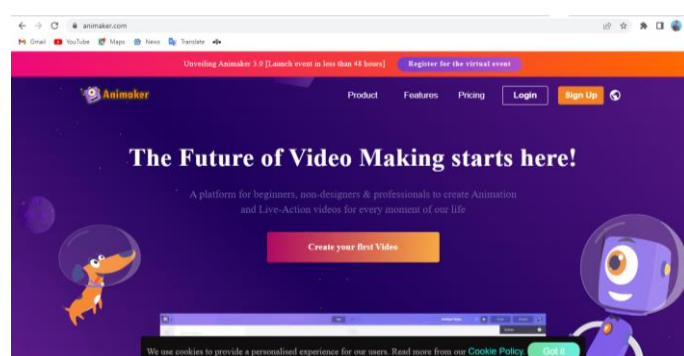 animaker.com
Gmail YouTube Maps News Translate
Unveiling Animaker 3.0 [Launch event in less than 48 hours] Register for the virtual event
Animaker Product Features Pricing Login Sign Up
The Future of Video Making starts here!
A platform for beginners, non-designers & professionals to create Animation
and Live-Action videos for every moment of our life
Create your first Video
We use cookies to provide a personalised experience for our users. Read more from our Cookie Policy. Got it